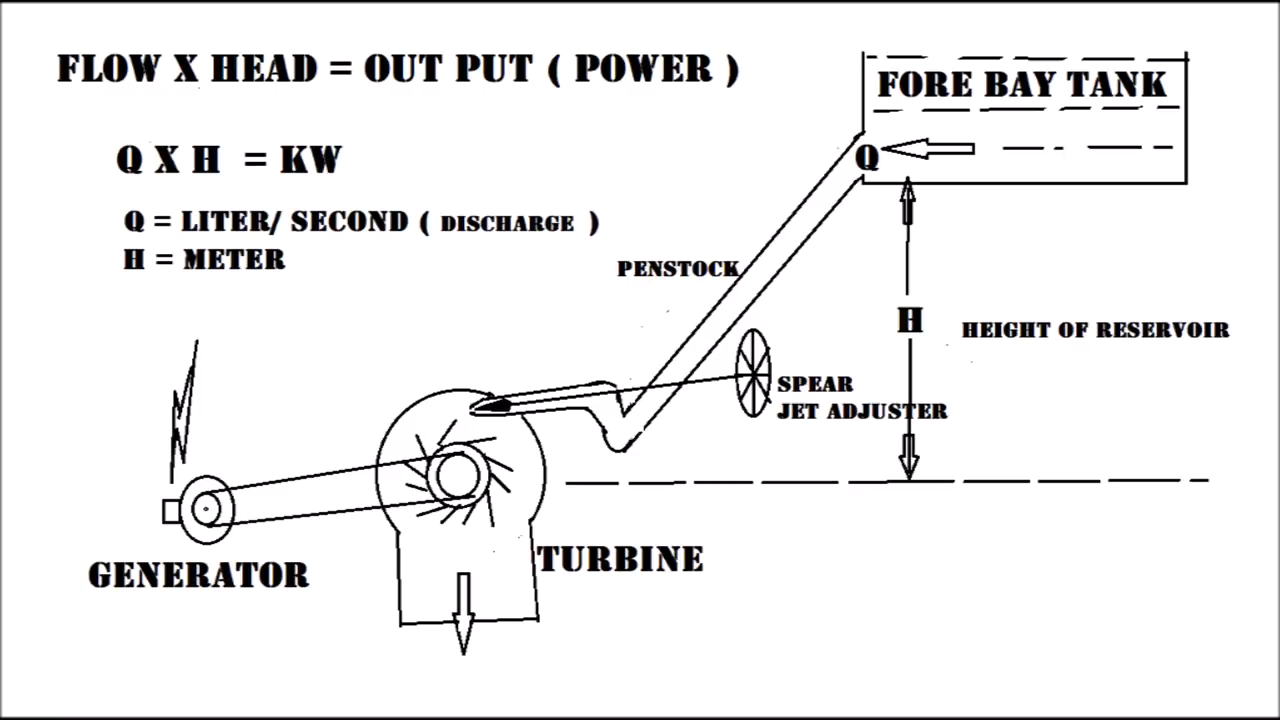 FLOW X HEAD = OUT PUT ( POWER )
FORE BAY TANK
Q X H = KW
Q
Q = LITER/ SECOND ( DISCHARGE )
H = METER
PENSTOCK
H
HEIGHT OF RESERVOIR
SPEAR
JET ADJUSTER
TURBINE
GENERATOR